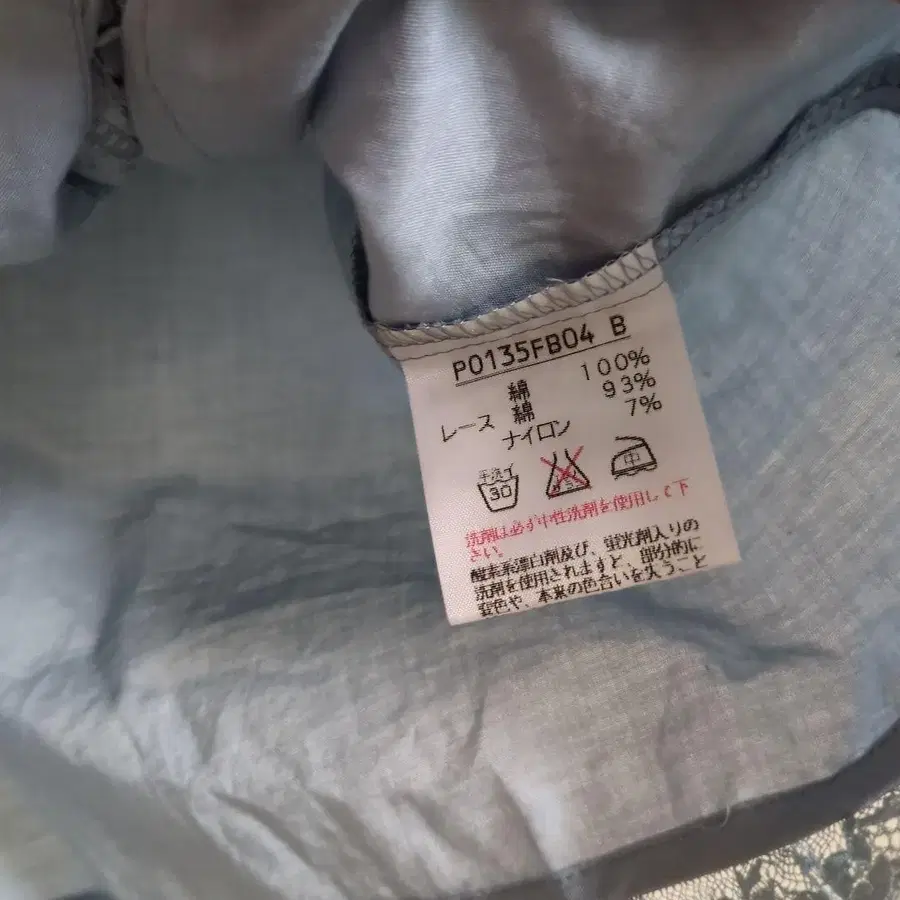 P0135FB04 B
綿 100%
レース 綿 93%
ナイロン 7%
手洗イ
30
中
洗剤は必ず中性洗剤を使用して下
さい。
酸素系漂白剤及び、蛍光剤入りの
洗剤を使用されますと、部分的に
変色や、本来の色合いを失うこと